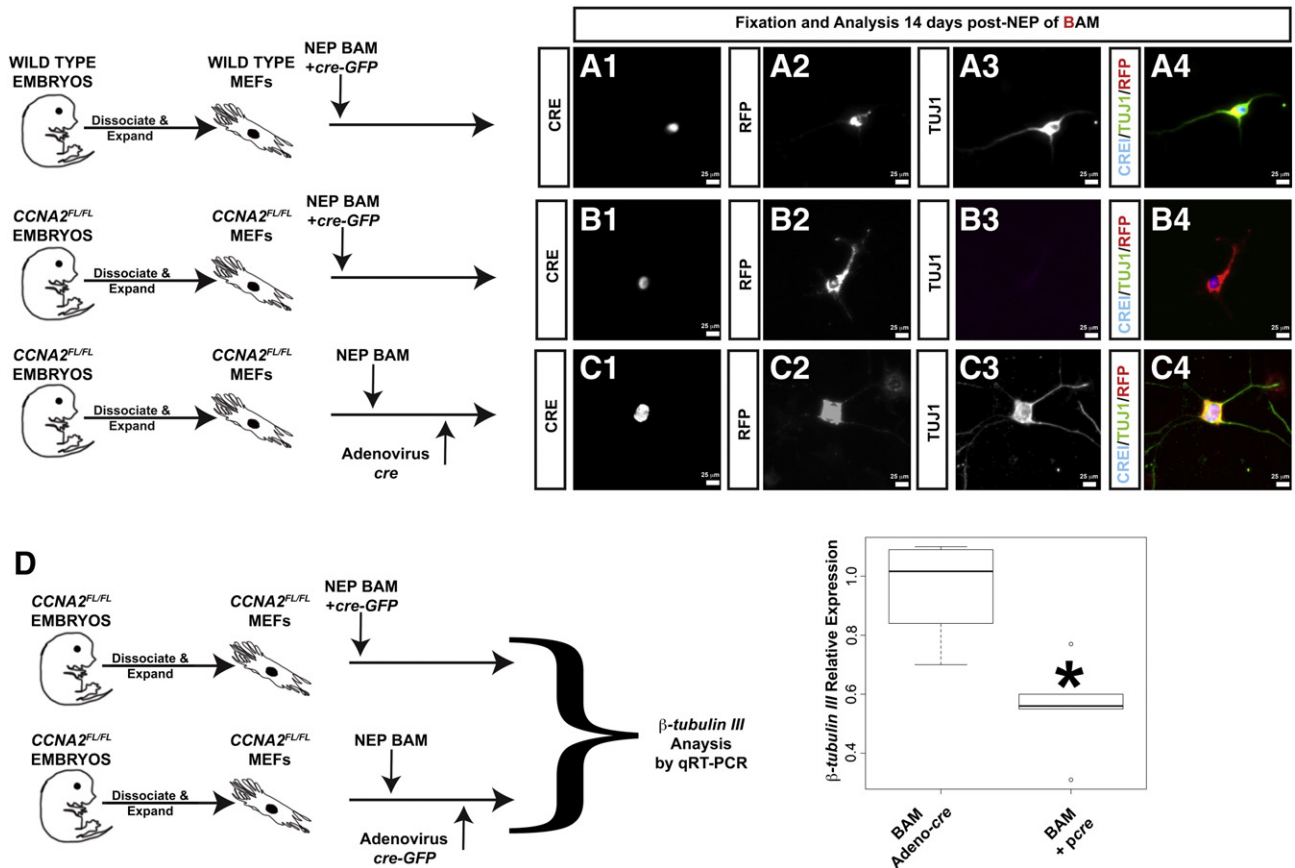 Fixation and Analysis 14 days post-NEP of BAM
WILD TYPE
EMBRYOS
Dissociate &
Expand
WILD TYPE
MEFs
NEP BAM
+cre-GFP
CRE
A1
25 μm
RFP
A2
25 μm
TUJ1
A3
25 μm
CREI/TUJ1/RFP
A4
25 μm
CCNA2FL/FL
EMBRYOS
Dissociate &
Expand
CCNA2FL/FL
MEFs
NEP BAM
+cre-GFP
CRE
B1
25 μm
RFP
B2
25 μm
TUJ1
B3
25 μm
CREI/TUJ1/RFP
B4
25 μm
CCNA2FL/FL
EMBRYOS
Dissociate &
Expand
CCNA2FL/FL
MEFs
NEP BAM
Adenovirus
cre
CRE
C1
25 μm
RFP
C2
25 μm
TUJ1
C3
25 μm
CREI/TUJ1/RFP
C4
25 μm
D
CCNA2FL/FL
EMBRYOS
Dissociate &
Expand
CCNA2FL/FL
MEFs
NEP BAM
+cre-GFP
CCNA2FL/FL
EMBRYOS
Dissociate &
Expand
CCNA2FL/FL
MEFs
NEP BAM
Adenovirus
cre-GFP
β-tubulin III
Anaysis
by qRT-PCR
β-tubulin III Relative Expression
1.0
0.8
0.6
0.4
*
BAM
Adeno-cre
BAM
+ pcre